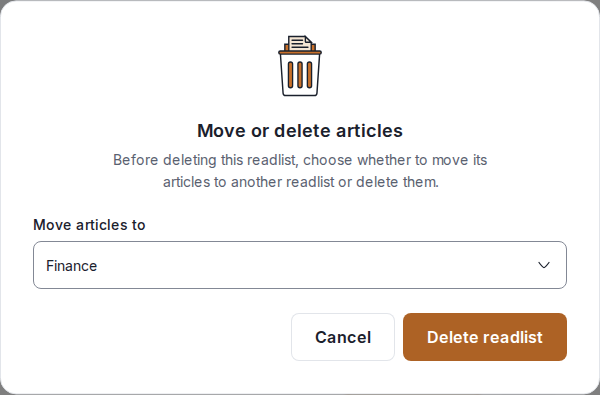 Move or delete articles
Before deleting this readlist, choose whether to move its
articles to another readlist or delete them.
Move articles to
Finance
Cancel
Delete readlist